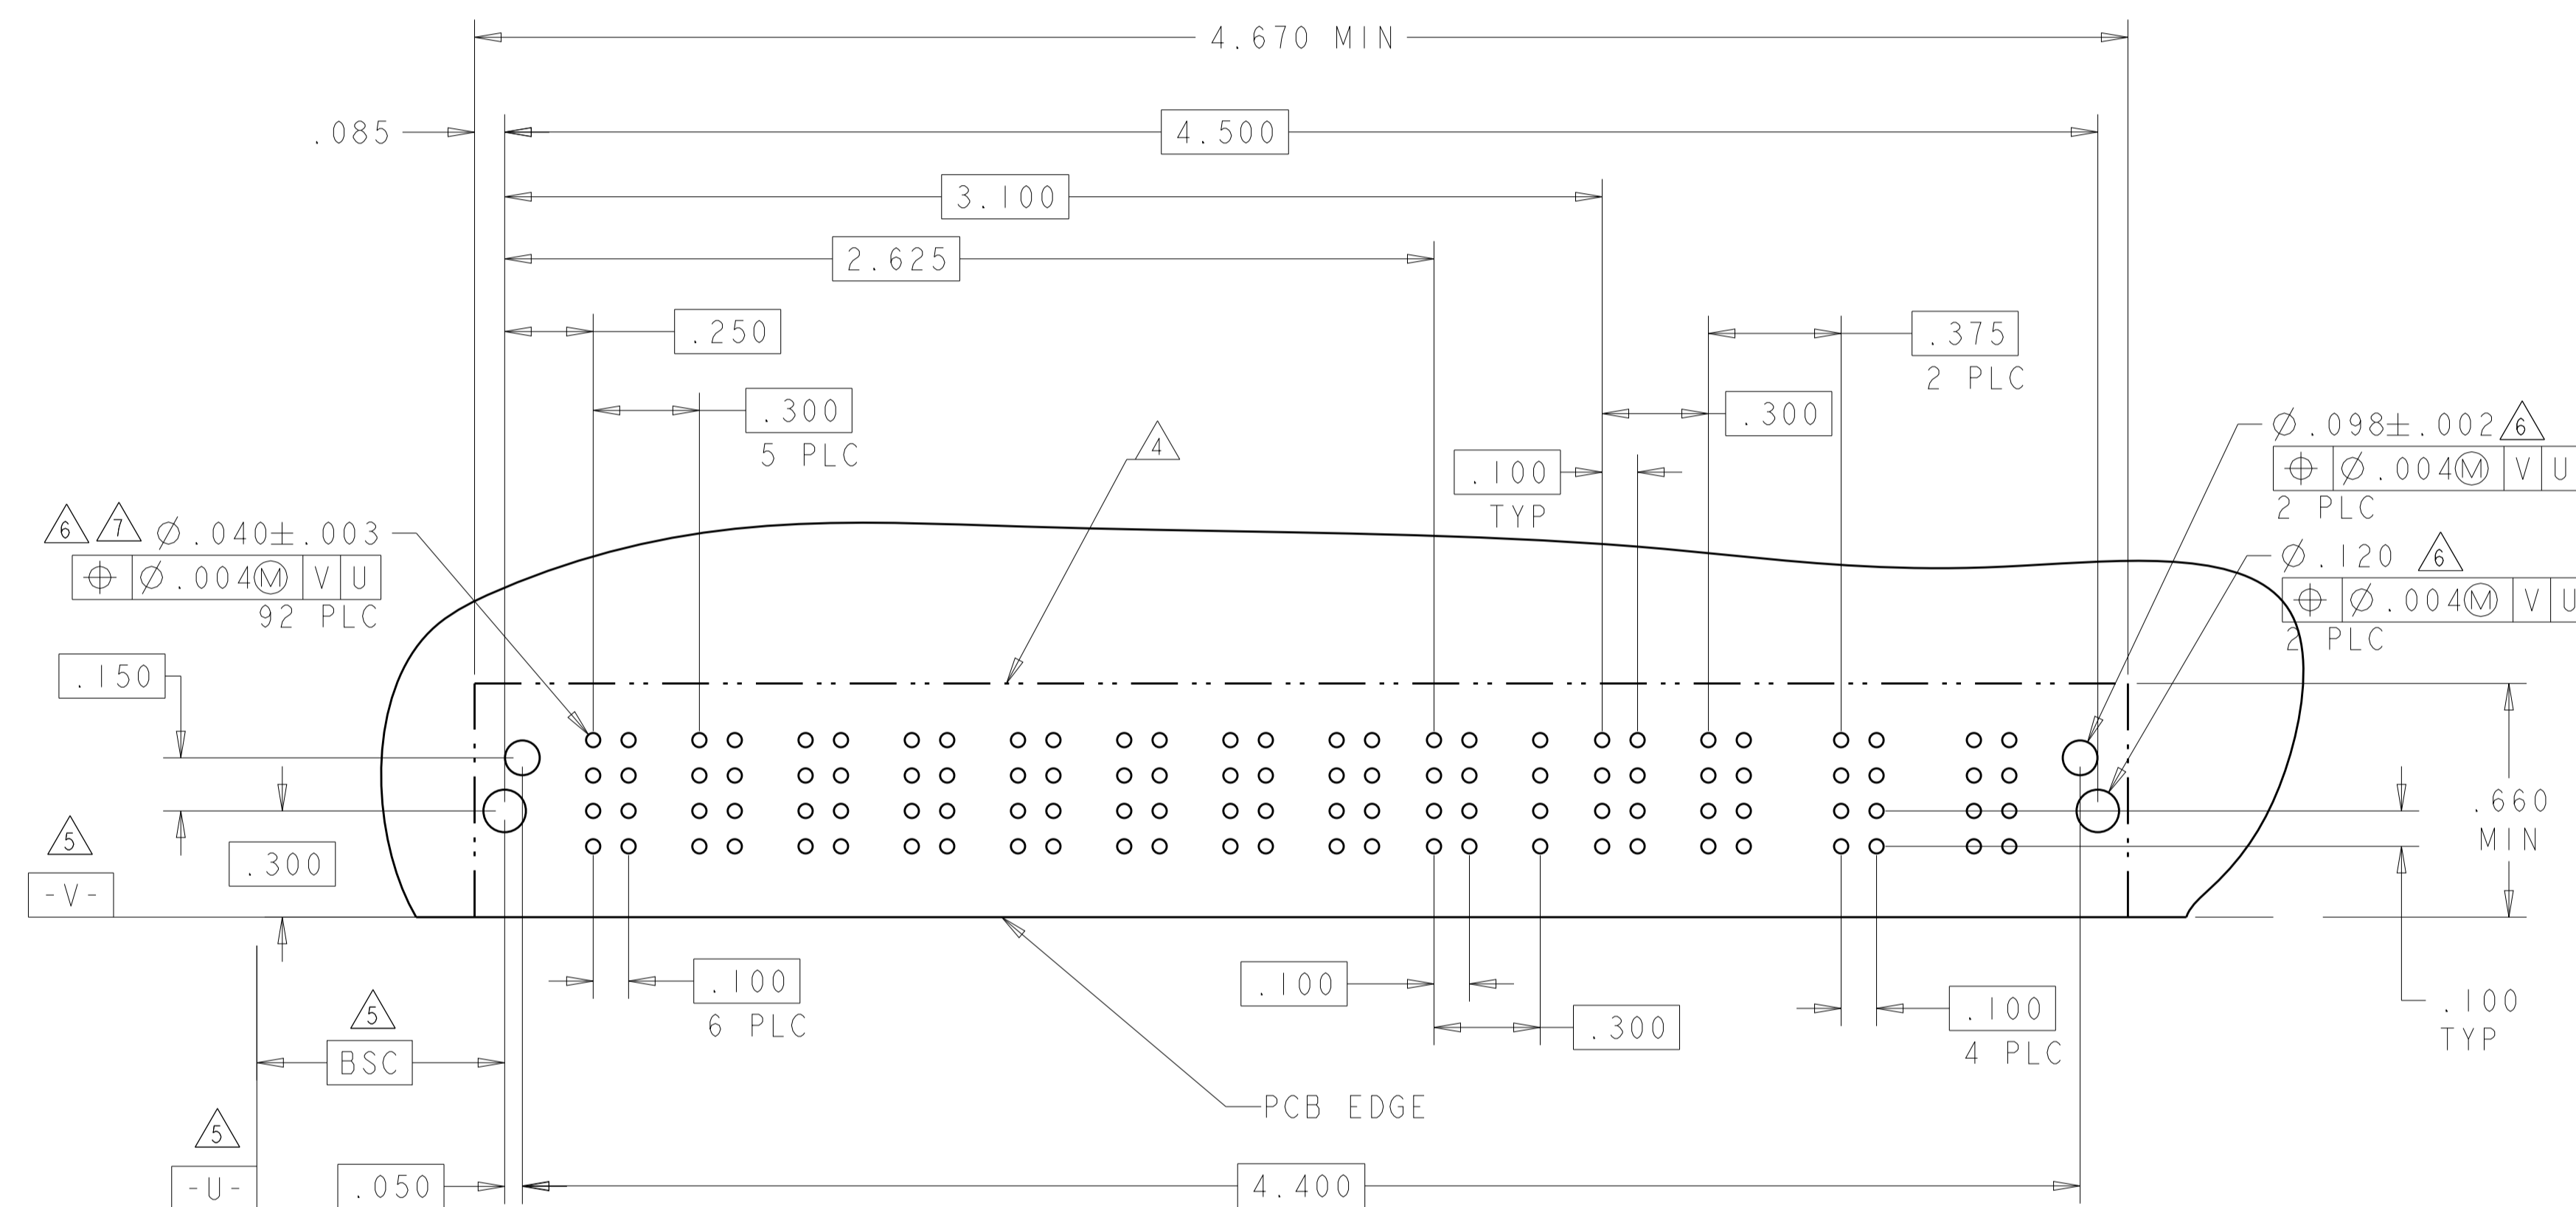 4.670 MIN
.085
4.500
3.100
2.625
.250
.375
2 PLC
.300
5 PLC
.300
4
.100
TYP
⌀.098±.002 6
⌖ ⌀.004Ⓜ V U
2 PLC
6 7 ⌀.040±.003
⌖ ⌀.004Ⓜ V U
92 PLC
⌀.120 6
⌖ ⌀.004Ⓜ V U
2 PLC
.150
.660
MIN
5
-V-
.300
.100
6 PLC
.100
.300
.100
4 PLC
.100
TYP
5
BSC
PCB EDGE
5
-U-
.050
4.400